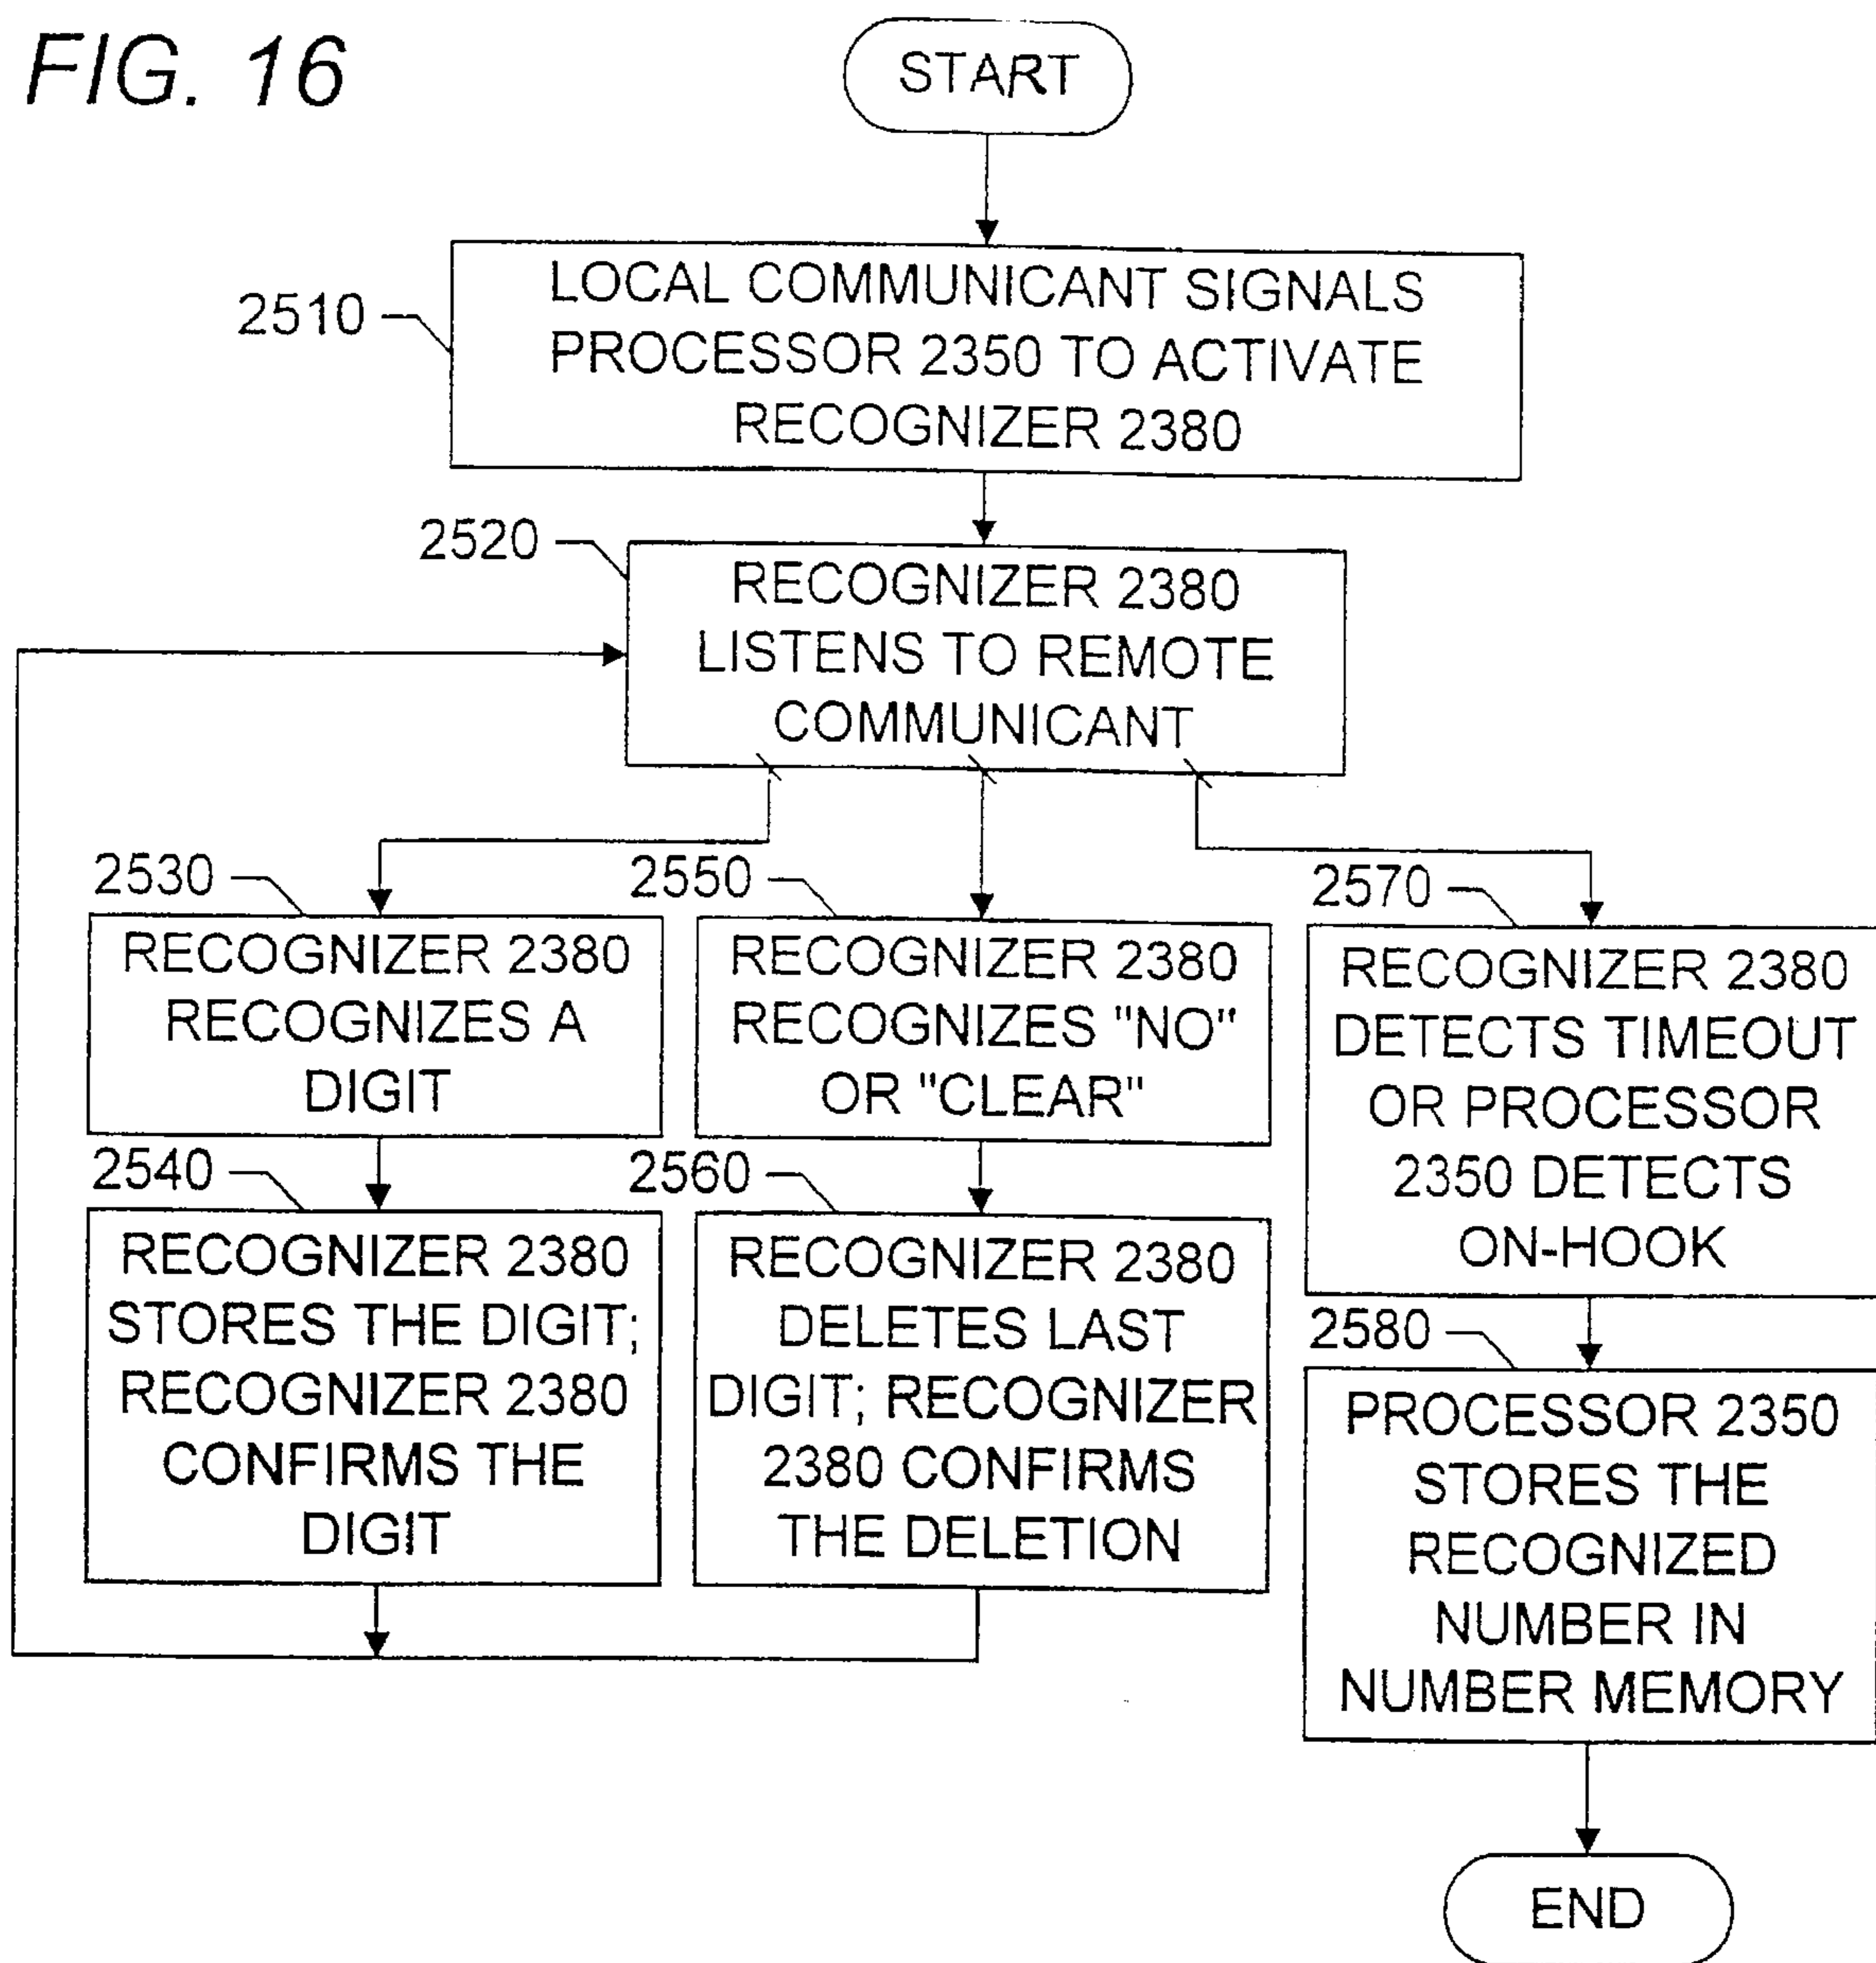 FIG. 16
START
2510
LOCAL COMMUNICANT SIGNALS
PROCESSOR 2350 TO ACTIVATE
RECOGNIZER 2380
2520
RECOGNIZER 2380
LISTENS TO REMOTE
COMMUNICANT
2530
RECOGNIZER 2380
RECOGNIZES A
DIGIT
2540
RECOGNIZER 2380
STORES THE DIGIT;
RECOGNIZER 2380
CONFIRMS THE
DIGIT
2550
RECOGNIZER 2380
RECOGNIZES "NO"
OR "CLEAR"
2560
RECOGNIZER 2380
DELETES LAST
DIGIT; RECOGNIZER
2380 CONFIRMS
THE DELETION
2570
RECOGNIZER 2380
DETECTS TIMEOUT
OR PROCESSOR
2350 DETECTS
ON-HOOK
2580
PROCESSOR 2350
STORES THE
RECOGNIZED
NUMBER IN
NUMBER MEMORY
END